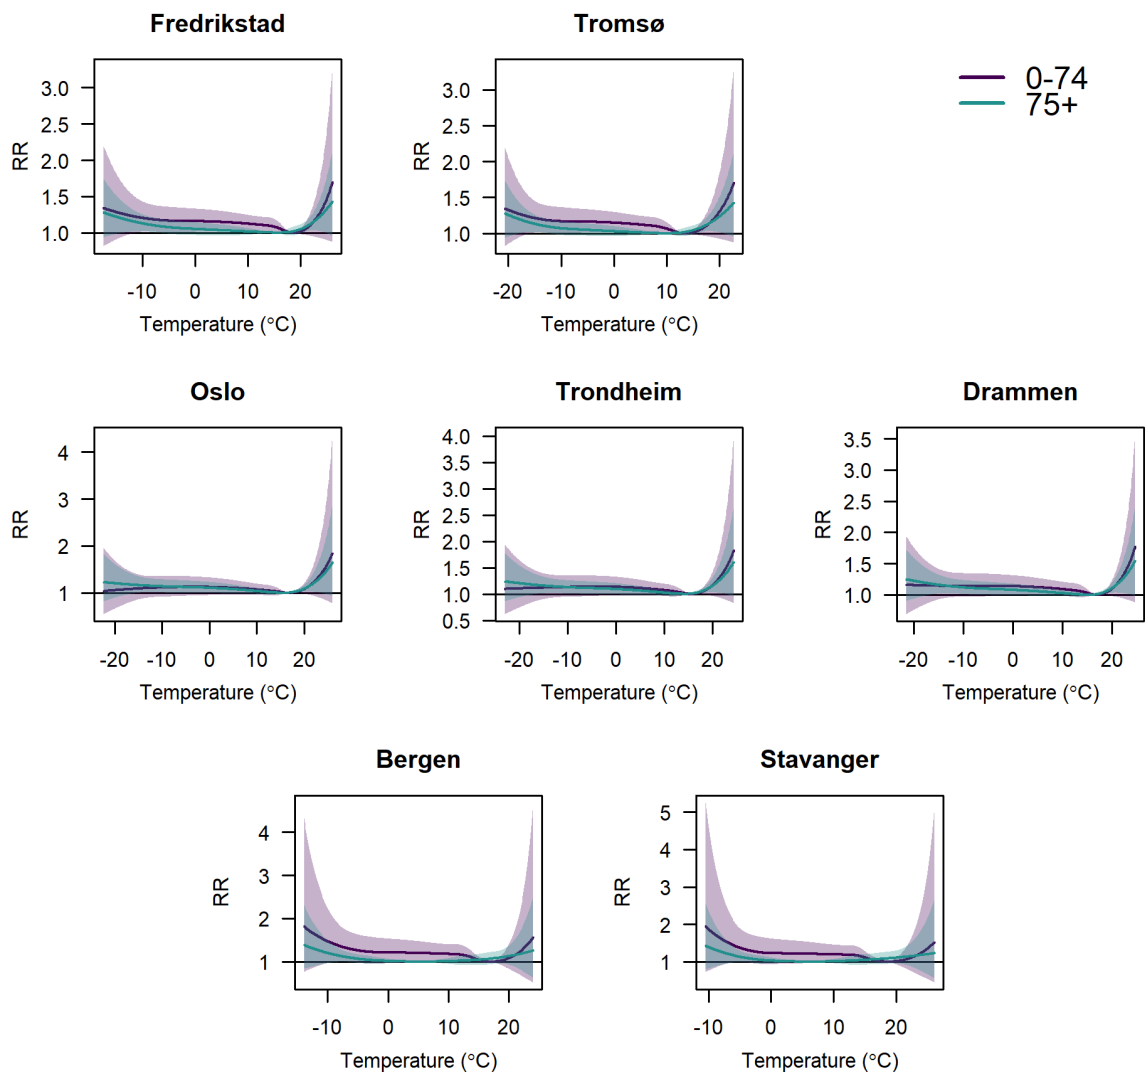 Fredrikstad
RR
3.0
2.5
2.0
1.5
1.0
-10 0 10 20
Temperature (°C)
Tromsø
RR
3.0
2.5
2.0
1.5
1.0
-20 -10 0 10 20
Temperature (°C)
0-74
75+
Oslo
RR
4
3
2
1
-20 -10 0 10 20
Temperature (°C)
Trondheim
RR
4.0
3.5
3.0
2.5
2.0
1.5
1.0
0.5
-20 -10 0 10 20
Temperature (°C)
Drammen
RR
3.5
3.0
2.5
2.0
1.5
1.0
-20 -10 0 10 20
Temperature (°C)
Bergen
RR
4
3
2
1
-10 0 10 20
Temperature (°C)
Stavanger
RR
5
4
3
2
1
-10 0 10 20
Temperature (°C)